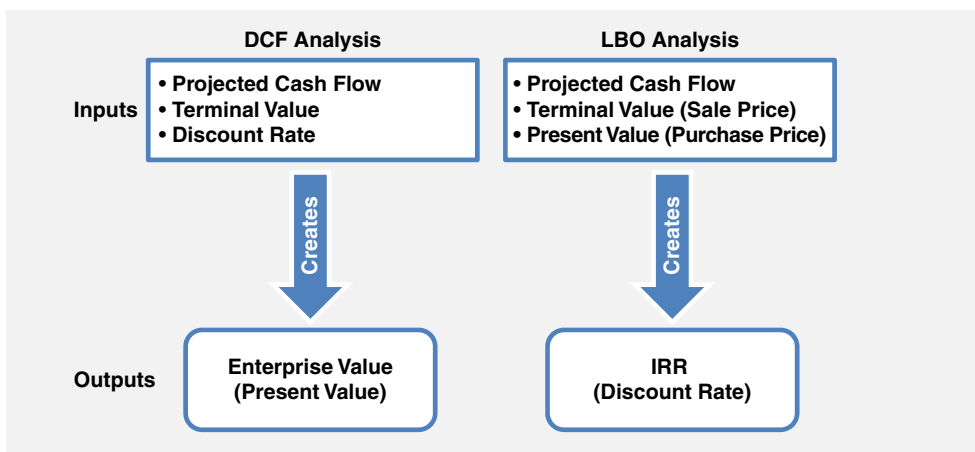 DCF Analysis
LBO Analysis
Inputs
• Projected Cash Flow
• Terminal Value
• Discount Rate
• Projected Cash Flow
• Terminal Value (Sale Price)
• Present Value (Purchase Price)
Creates
Creates
Outputs
Enterprise Value
(Present Value)
IRR
(Discount Rate)